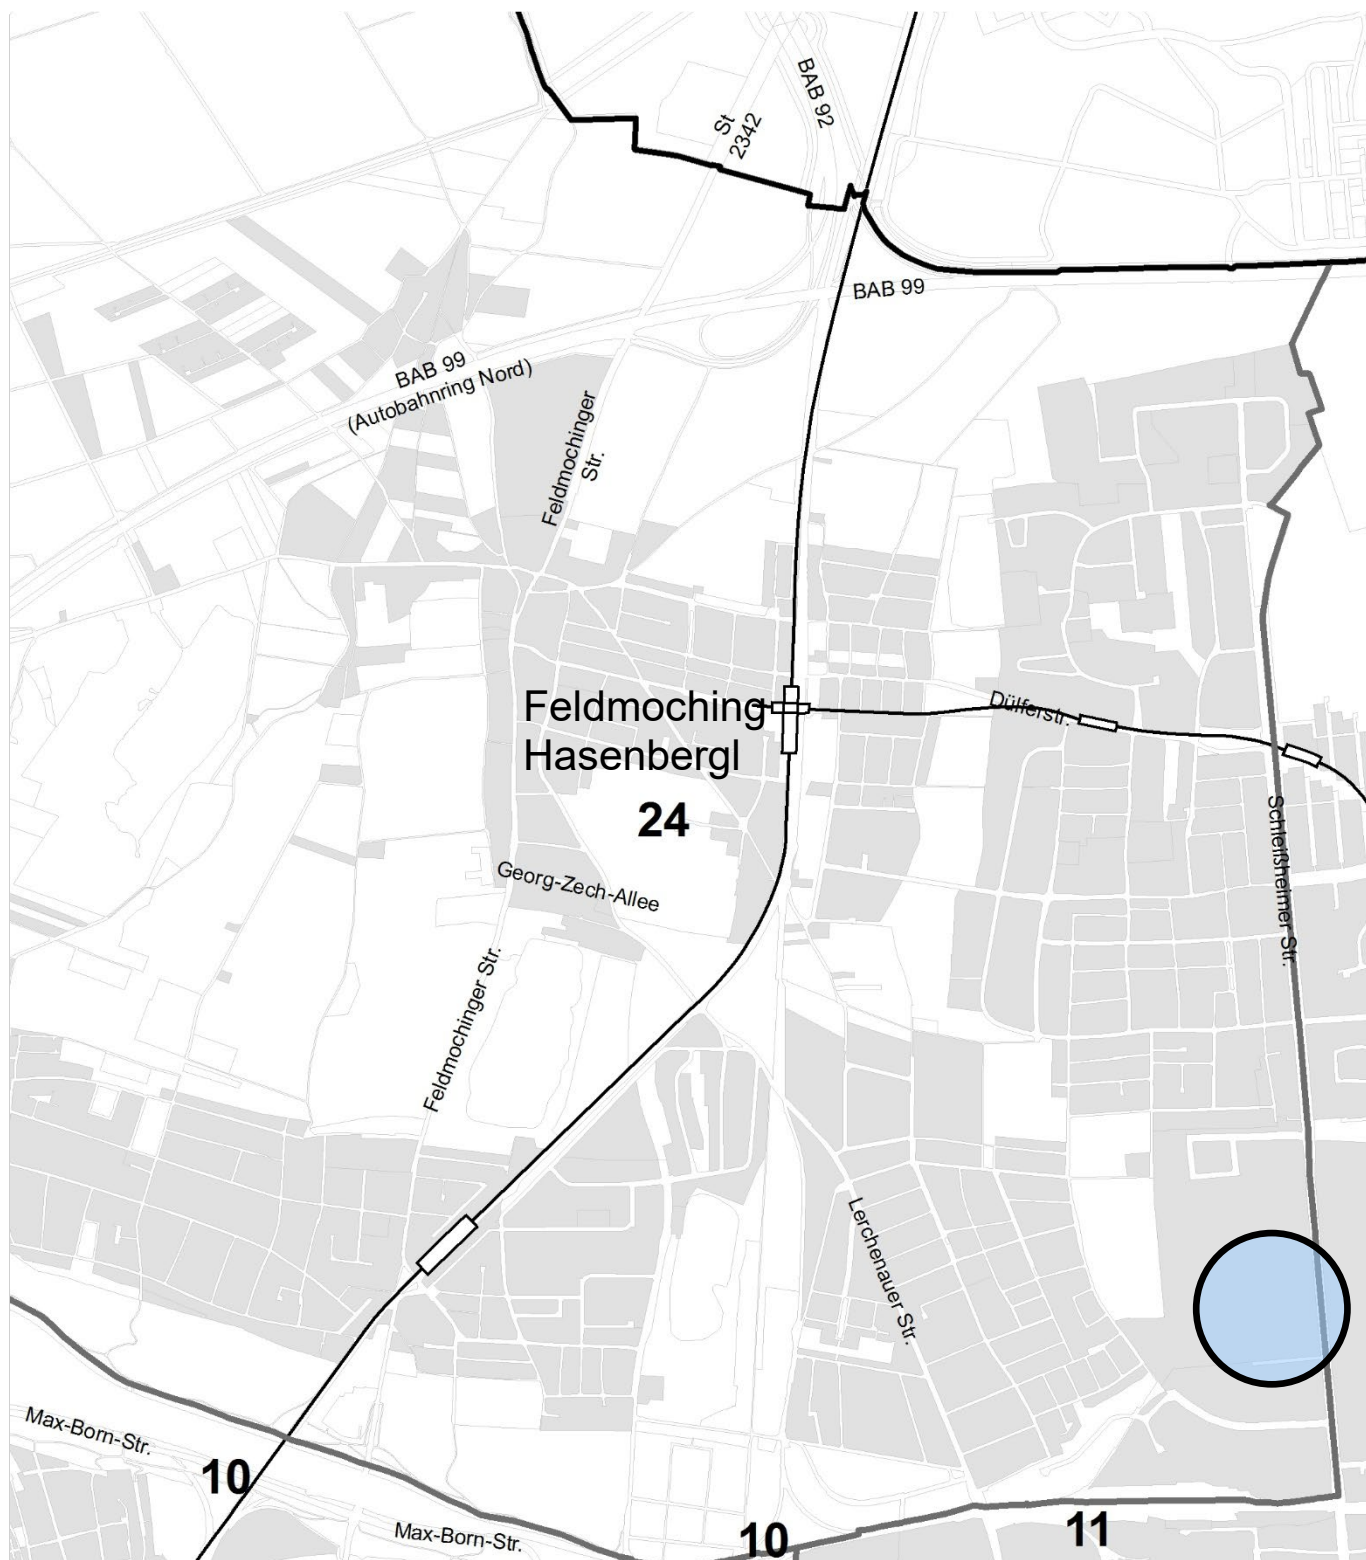 BAB 92
St
2342
BAB 99
BAB 99
(Autobahnring Nord)
Feldmochinger
Str.
Feldmoching
Hasenbergl
24
Dülferstr.
Schleißheimer Str.
Georg-Zech-Allee
Feldmochinger Str.
Lerchenauer Str.
Max-Born-Str.
10
Max-Born-Str.
10
11